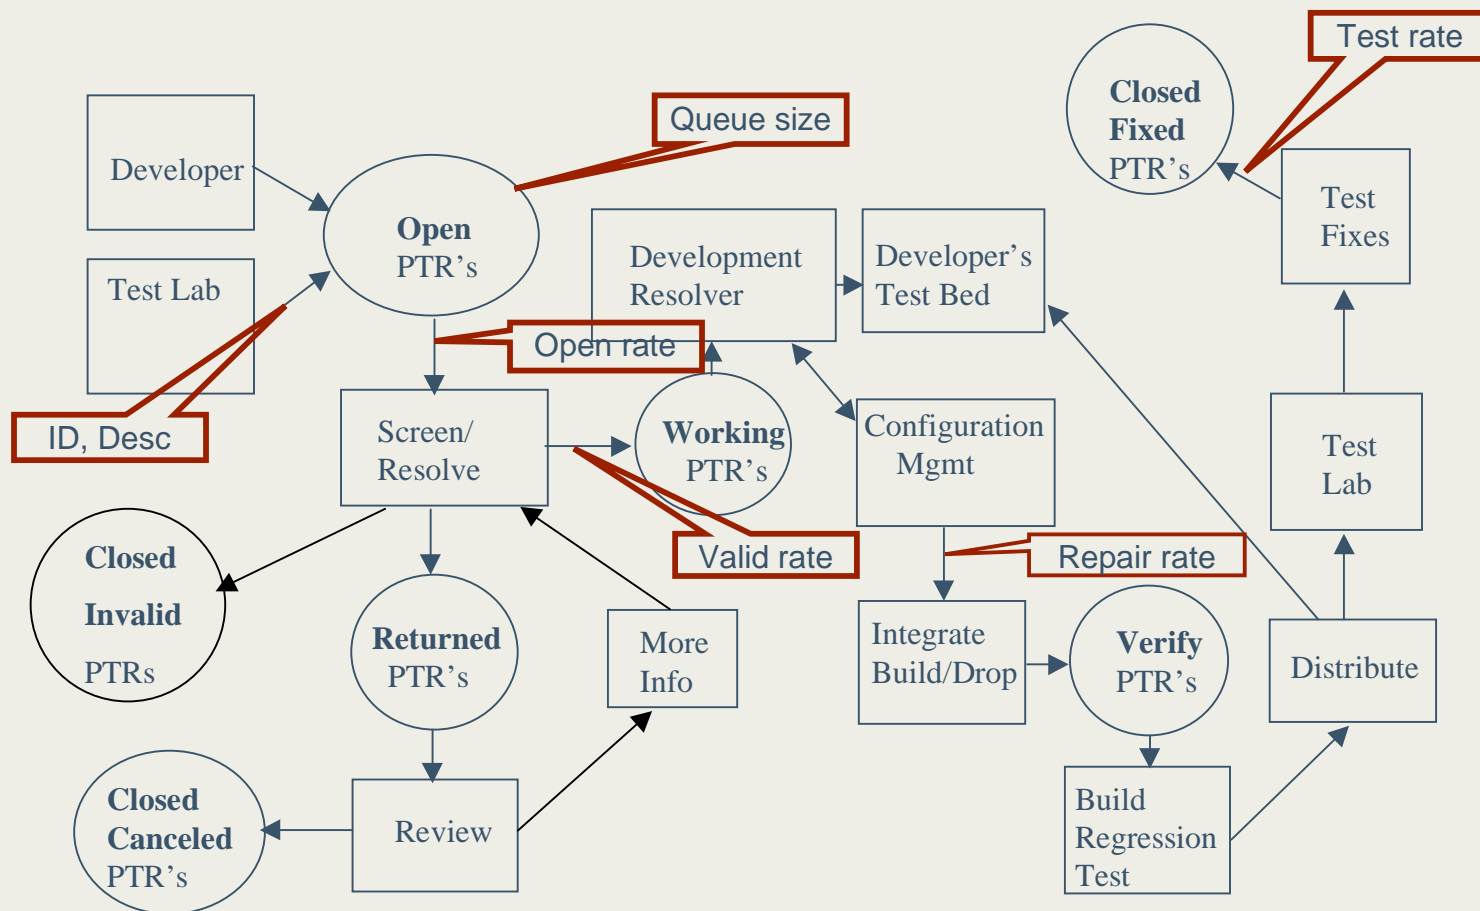 Test rate
Closed
Fixed
PTR's
Queue size
Developer
Open
PTR's
Test
Fixes
Development
Resolver
Developer's
Test Bed
Test Lab
Open rate
ID, Desc
Screen/
Resolve
Working
PTR's
Configuration
Mgmt
Test
Lab
Valid rate
Repair rate
Closed
Invalid
PTRs
Returned
PTR's
More
Info
Integrate
Build/Drop
Verify
PTR's
Distribute
Closed
Canceled
PTR's
Review
Build
Regression
Test